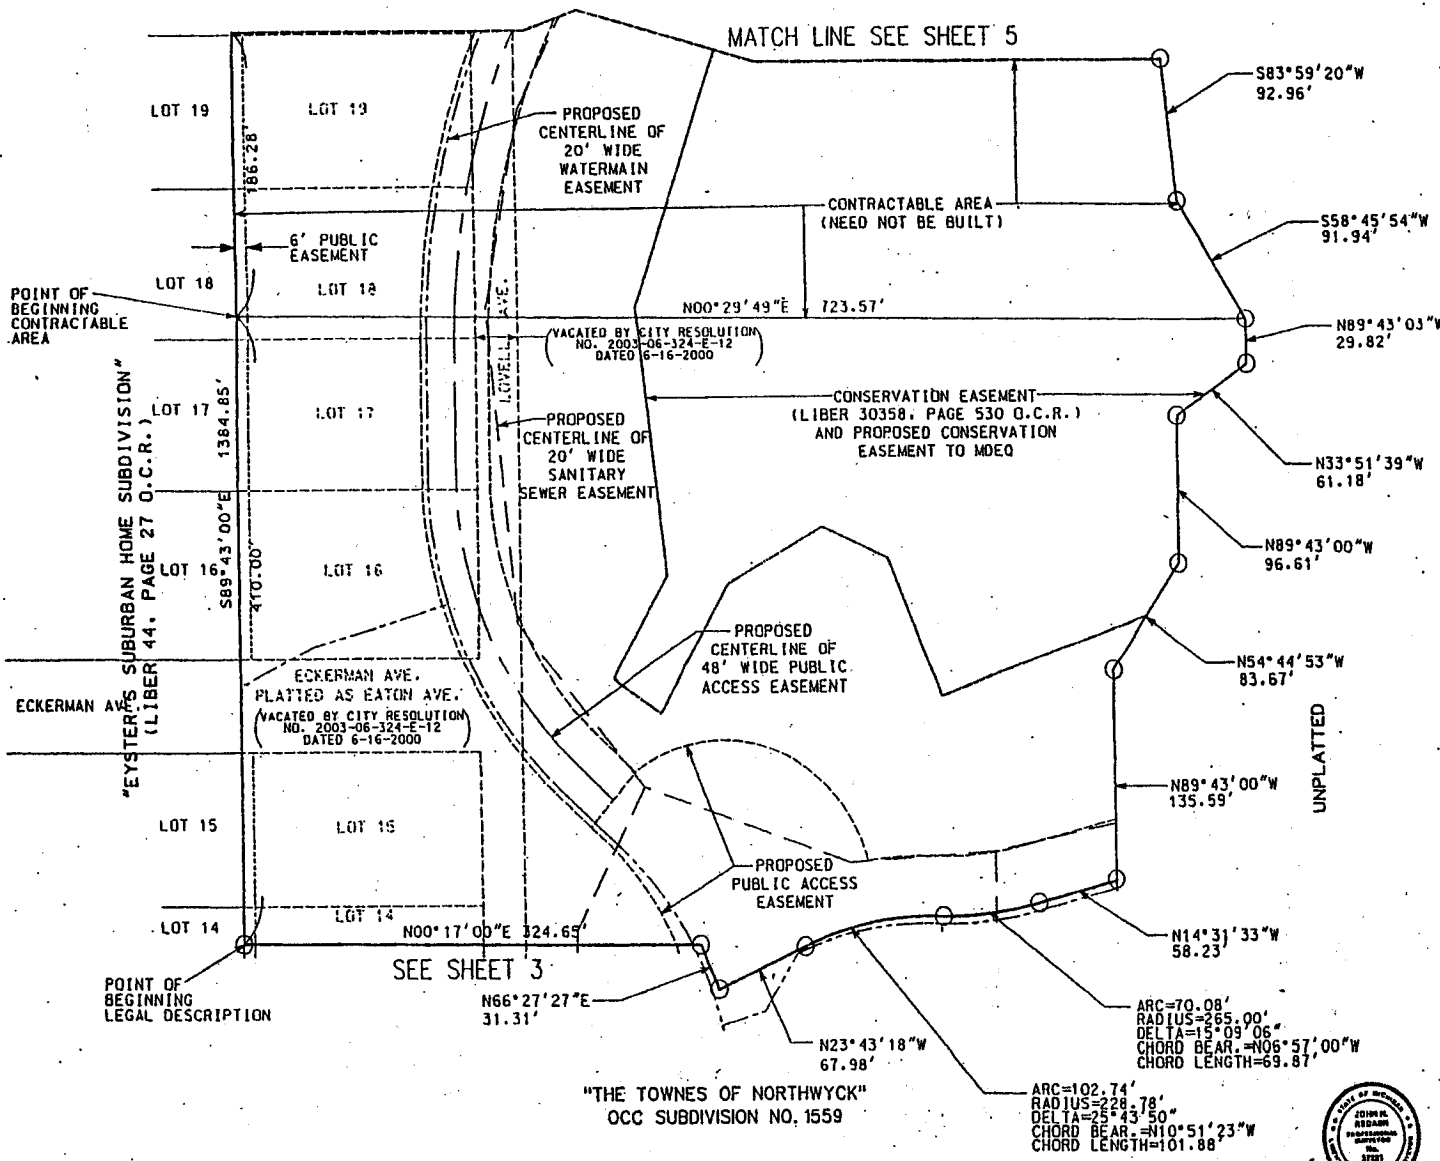 MATCH LINE SEE SHEET 5
S83°59'20"W
92.96'
LOT 19
LOT 19
186.28'
PROPOSED
CENTERLINE OF
20' WIDE
WATERMAIN
EASEMENT
CONTRACTABLE AREA
(NEED NOT BE BUILT)
S58°45'54"W
91.94'
6' PUBLIC
EASEMENT
LOT 18
LOT 18
POINT OF
BEGINNING
CONTRACTABLE
AREA
LOVELL AVE.
N00°29'49"E 723.57'
(VACATED BY CITY RESOLUTION
NO. 2003-06-324-E-12
DATED 6-16-2000)
N89°43'03"W
29.82'
"EYSTER'S SUBURBAN HOME SUBDIVISION"
(LIBER 44, PAGE 27 O.C.R.)
S89°43'00"E 1384.85'
410.00'
LOT 17
LOT 17
PROPOSED
CENTERLINE OF
20' WIDE
SANITARY
SEWER EASEMENT
CONSERVATION EASEMENT
(LIBER 30358, PAGE 530 O.C.R.)
AND PROPOSED CONSERVATION
EASEMENT TO MDEQ
N33°51'39"W
61.18'
N89°43'00"W
96.61'
LOT 16
LOT 16
PROPOSED
CENTERLINE OF
48' WIDE PUBLIC
ACCESS EASEMENT
N54°44'53"W
83.67'
ECKERMAN AVE.
ECKERMAN AVE.
PLATTED AS EATON AVE.
(VACATED BY CITY RESOLUTION
NO. 2003-06-324-E-12
DATED 6-16-2000)
UNPLATTED
N89°43'00"W
135.59'
LOT 15
LOT 15
PROPOSED
PUBLIC ACCESS
EASEMENT
LOT 14
LOT 14
N00°17'00"E 324.65'
SEE SHEET 3
N14°31'33"W
58.23'
POINT OF
BEGINNING
LEGAL DESCRIPTION
N66°27'27"E
31.31'
N23°43'18"W
67.98'
ARC=70.08'
RADIUS=265.00'
DELTA=15°09'06"
CHORD BEAR.=N06°57'00"W
CHORD LENGTH=69.87'
"THE TOWNES OF NORTHWYCK"
OCC SUBDIVISION NO. 1559
ARC=102.74'
RADIUS=228.78'
DELTA=25°43'50"
CHORD BEAR.=N10°51'23"W
CHORD LENGTH=101.88'
STATE OF MICHIGAN
JOHN N.
REDASH
PROFESSIONAL
SURVEYOR
No.